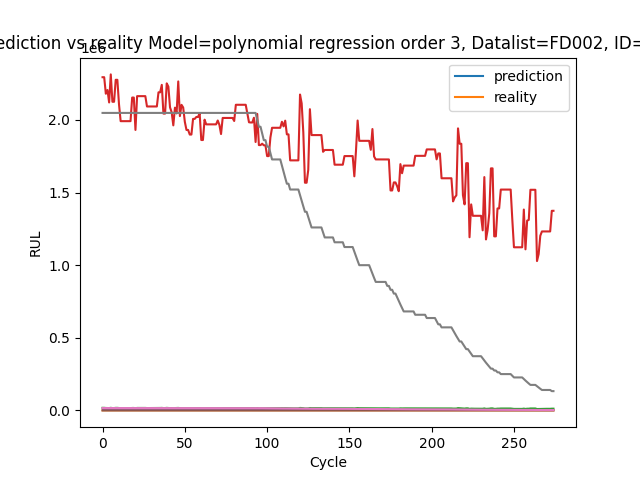 ediction vs reality Model=polynomial regression order 3, Datalist=FD002, ID=
1e6
prediction
reality
2.0
1.5
1.0
0.5
0.0
RUL
0 50 100 150 200 250
Cycle